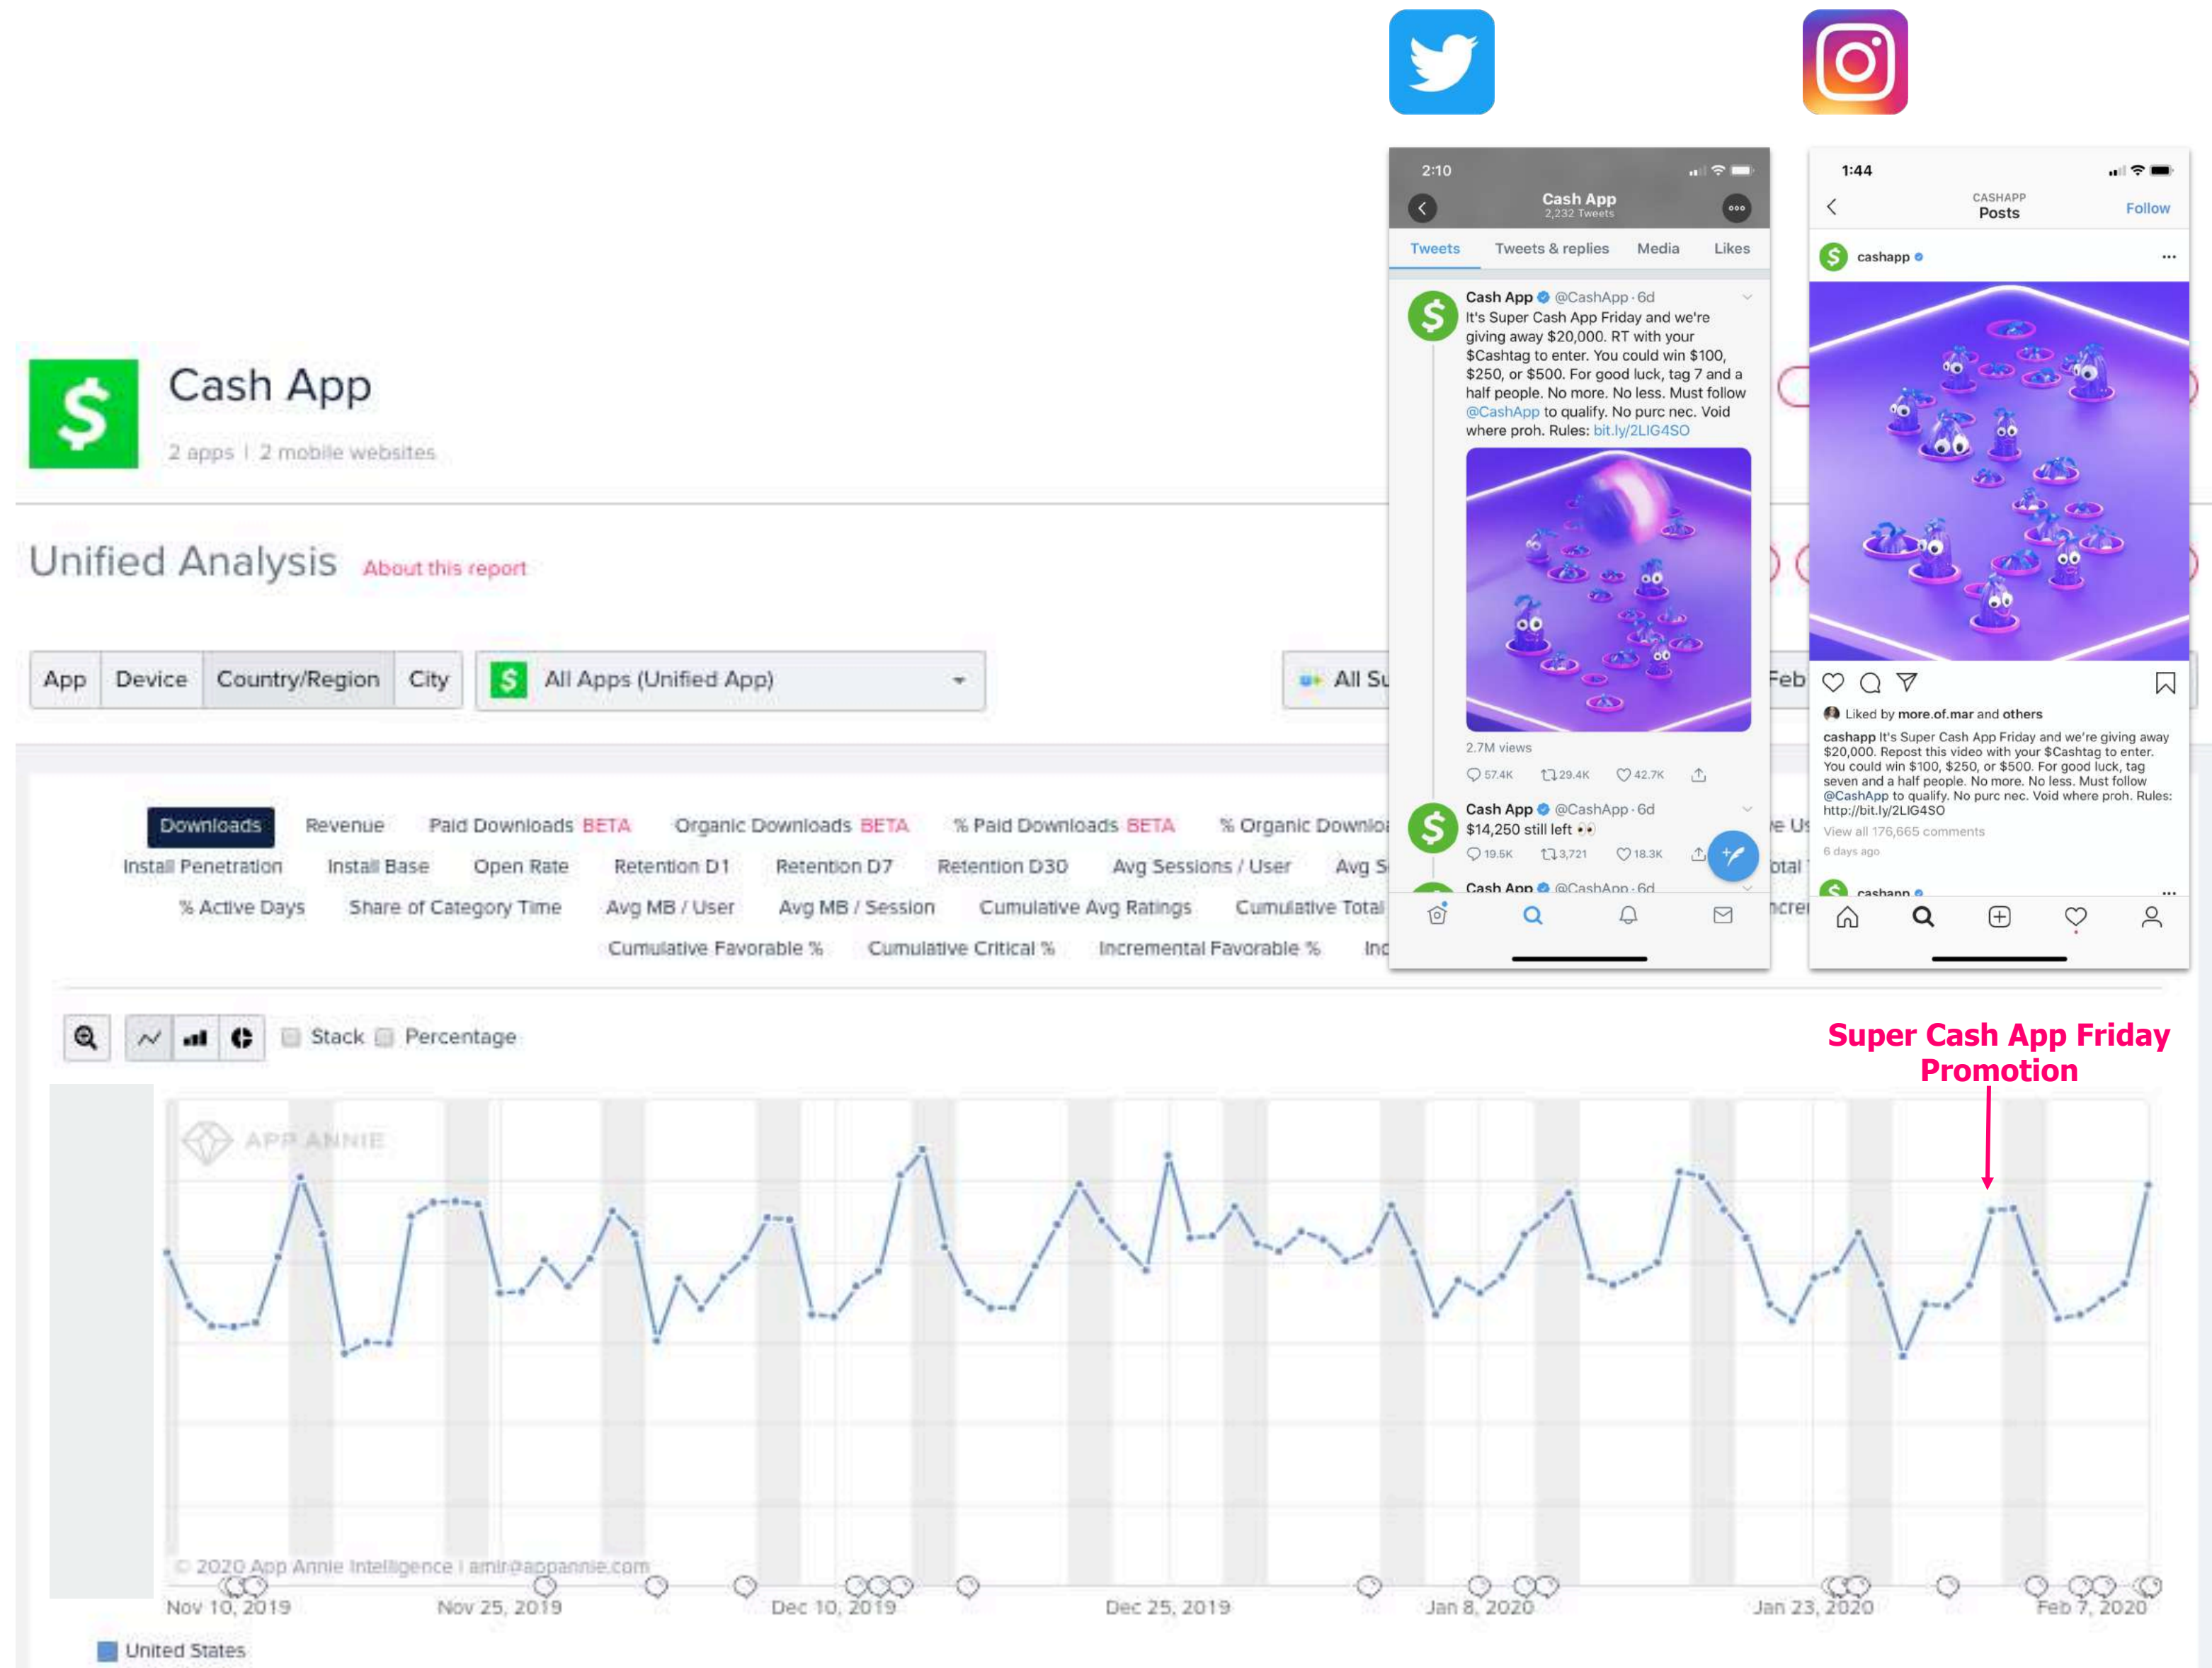 Cash App
2 apps | 2 mobile websites
Unified Analysis About this report
App Device Country/Region City All Apps (Unified App) All Su
Feb
Downloads Revenue Paid Downloads BETA Organic Downloads BETA % Paid Downloads BETA % Organic Downloa
Install Penetration Install Base Open Rate Retention D1 Retention D7 Retention D30 Avg Sessions / User Avg S
% Active Days Share of Category Time Avg MB / User Avg MB / Session Cumulative Avg Ratings Cumulative Total
Cumulative Favorable % Cumulative Critical % Incremental Favorable % Inc
2:10
Cash App
2,232 Tweets
Tweets Tweets & replies Media Likes
Cash App @CashApp · 6d
It's Super Cash App Friday and we're
giving away $20,000. RT with your
$Cashtag to enter. You could win $100,
$250, or $500. For good luck, tag 7 and a
half people. No more. No less. Must follow
@CashApp to qualify. No purc nec. Void
where proh. Rules: bit.ly/2LIG4SO
2.7M views
57.4K 29.4K 42.7K
Cash App @CashApp · 6d
$14,250 still left 👀
19.5K 3,721 18.3K
Cash App @CashApp · 6d
1:44
CASHAPP
Posts
Follow
cashapp
Liked by more.of.mar and others
cashapp It's Super Cash App Friday and we're giving away
$20,000. Repost this video with your $Cashtag to enter.
You could win $100, $250, or $500. For good luck, tag
seven and a half people. No more. No less. Must follow
@CashApp to qualify. No purc nec. Void where proh. Rules:
http://bit.ly/2LIG4SO
View all 176,665 comments
6 days ago
cashapp
Stack Percentage
Super Cash App Friday
Promotion
APP ANNIE
© 2020 App Annie Intelligence | amir@appannie.com
Nov 10, 2019 Nov 25, 2019 Dec 10, 2019 Dec 25, 2019 Jan 8, 2020 Jan 23, 2020 Feb 7, 2020
United States